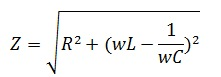 Z = √(R² + (wL − 1/wC)²)